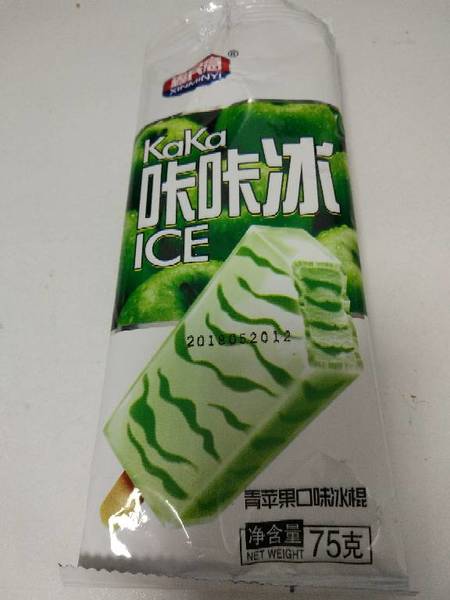 ®
XINMINYI
KaKa
咔咔冰
ICE
2018052012
青苹果口味冰棍
净含量
NET WEIGHT
75克